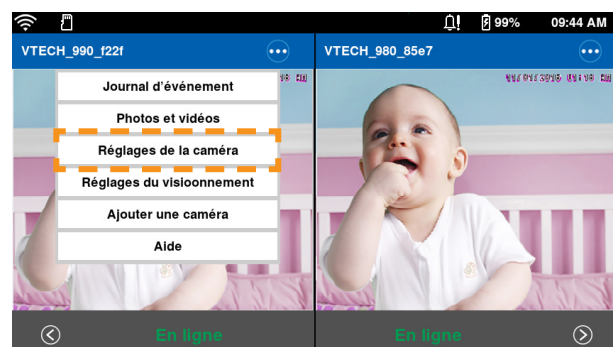 99% 09:44 AM
VTECH_990_f22f
VTECH_980_85e7
Journal d’événement
Photos et vidéos
Réglages de la caméra
Réglages du visioonnement
Ajouter une caméra
Aide
En ligne
En ligne